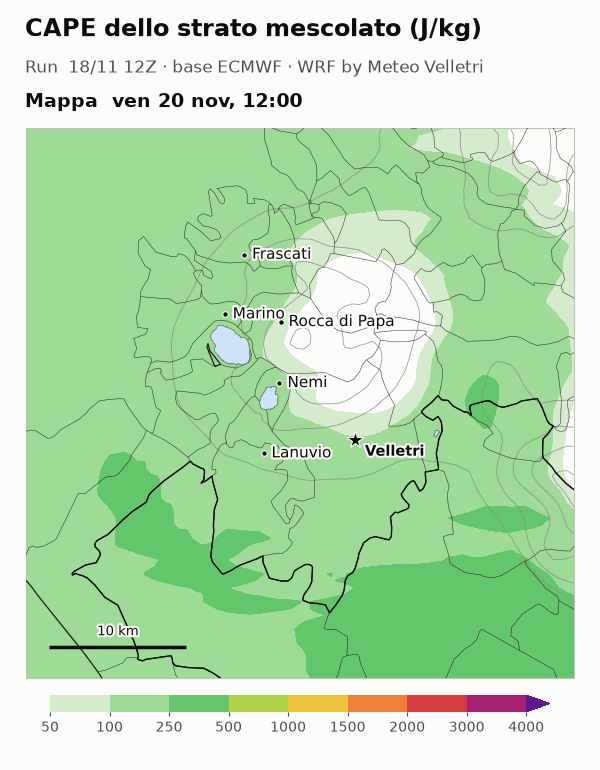 CAPE dello strato mescolato (J/kg)
Run 18/11 12Z · base ECMWF · WRF by Meteo Velletri
Mappa ven 20 nov, 12:00
Frascati
Marino
Rocca di Papa
Nemi
Velletri
Lanuvio
10 km
50 100 250 500 1000 1500 2000 3000 4000